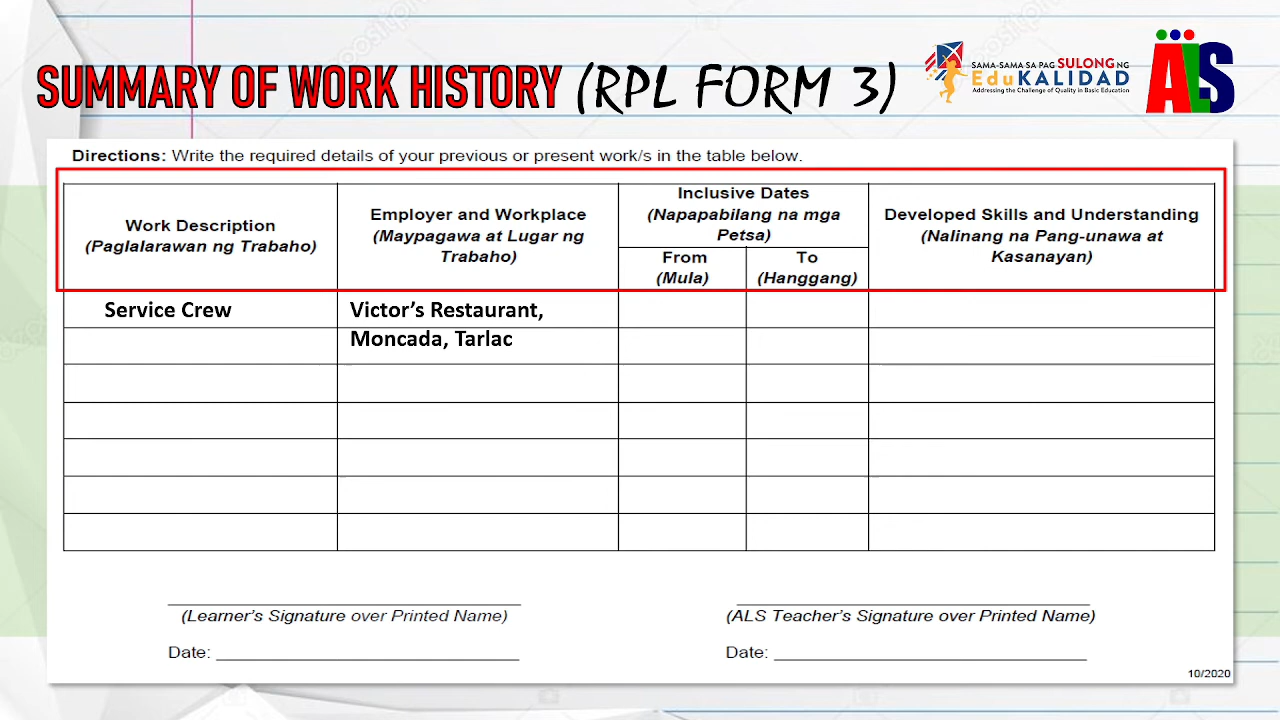 SUMMARY OF WORK HISTORY (RPL FORM 3)
SAMA-SAMA SA PAG SULONG NG
EduKALIDAD
Addressing the Challenge of Quality in Basic Education
ALS
Directions: Write the required details of your previous or present work/s in the table below.
Work Description
(Paglalarawan ng Trabaho)
Employer and Workplace
(Maypagawa at Lugar ng
Trabaho)
Inclusive Dates
(Napapabilang na mga
Petsa)
From
(Mula)
To
(Hanggang)
Developed Skills and Understanding
(Nalinang na Pang-unawa at
Kasanayan)
Service Crew
Victor’s Restaurant,
Moncada, Tarlac
(Learner’s Signature over Printed Name)
(ALS Teacher’s Signature over Printed Name)
Date:
Date:
10/2020